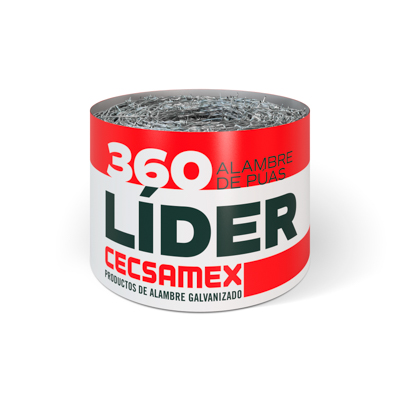 360 ALAMBRE
DE PUAS
LÍDER
CECSAMEX
PRODUCTOS DE ALAMBRE GALVANIZADO